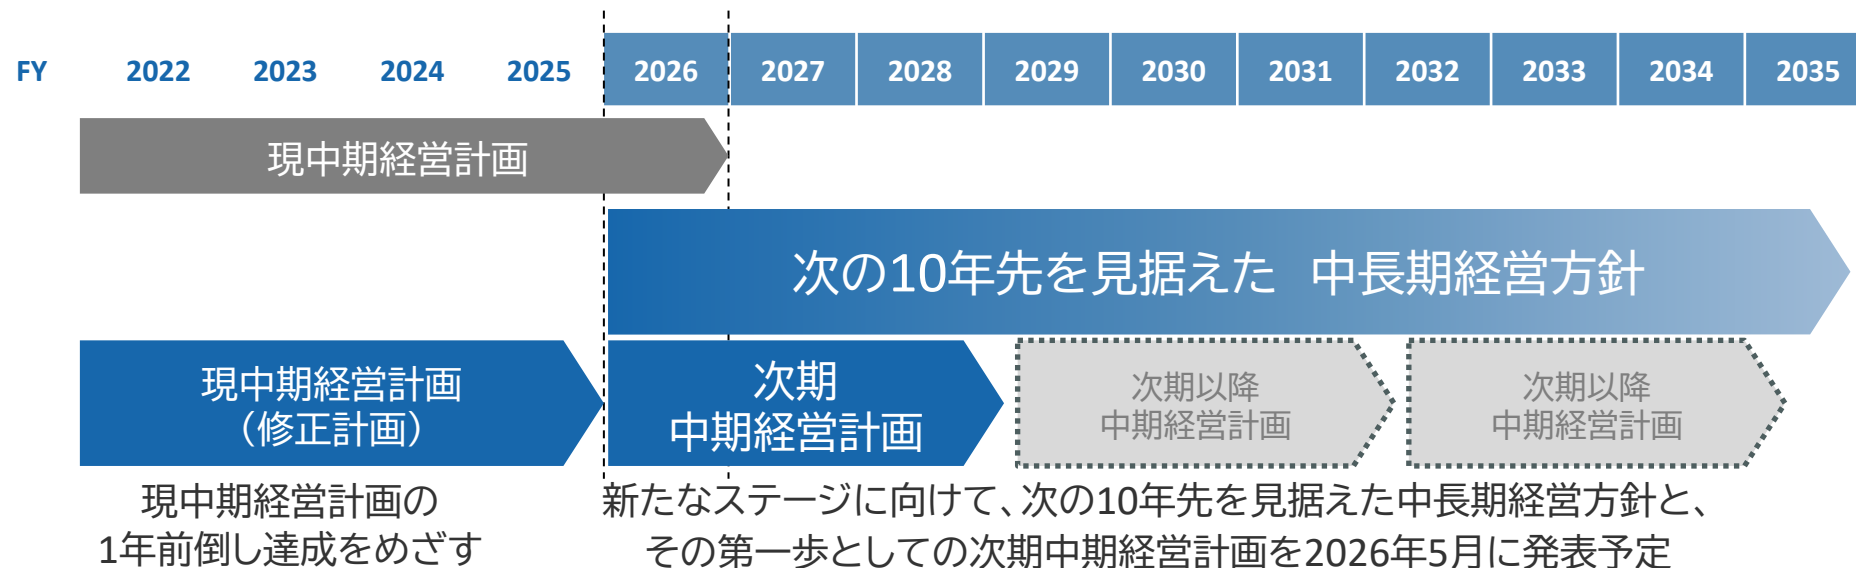 FY 2022 2023 2024 2025 2026 2027 2028 2029 2030 2031 2032 2033 2034 2035
現中期経営計画
次の10年先を見据えた 中長期経営方針
現中期経営計画
（修正計画）
次期
中期経営計画
次期以降
中期経営計画
次期以降
中期経営計画
現中期経営計画の
1年前倒し達成をめざす
新たなステージに向けて、次の10年先を見据えた中長期経営方針と、
その第一歩としての次期中期経営計画を2026年5月に発表予定